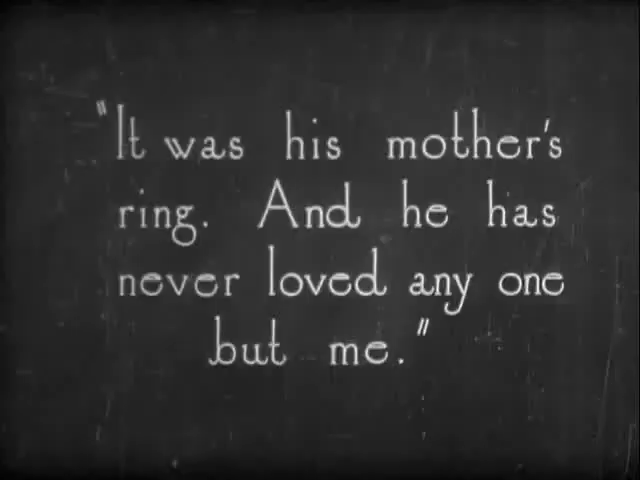 "It was his mother's
ring. And he has
never loved any one
but me."